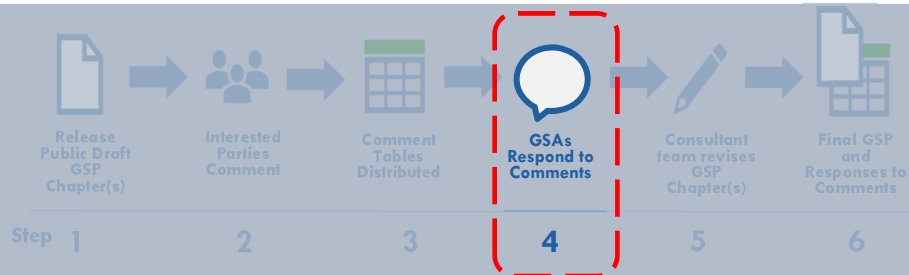 Release
Public Draft
GSP
Chapter(s)
Interested
Parties
Comment
Comment
Tables
Distributed
GSAs
Respond to
Comments
Consultant
team revises
GSP
Chapter(s)
Final GSP
and
Responses to
Comments
Step 1 2 3 4 5 6